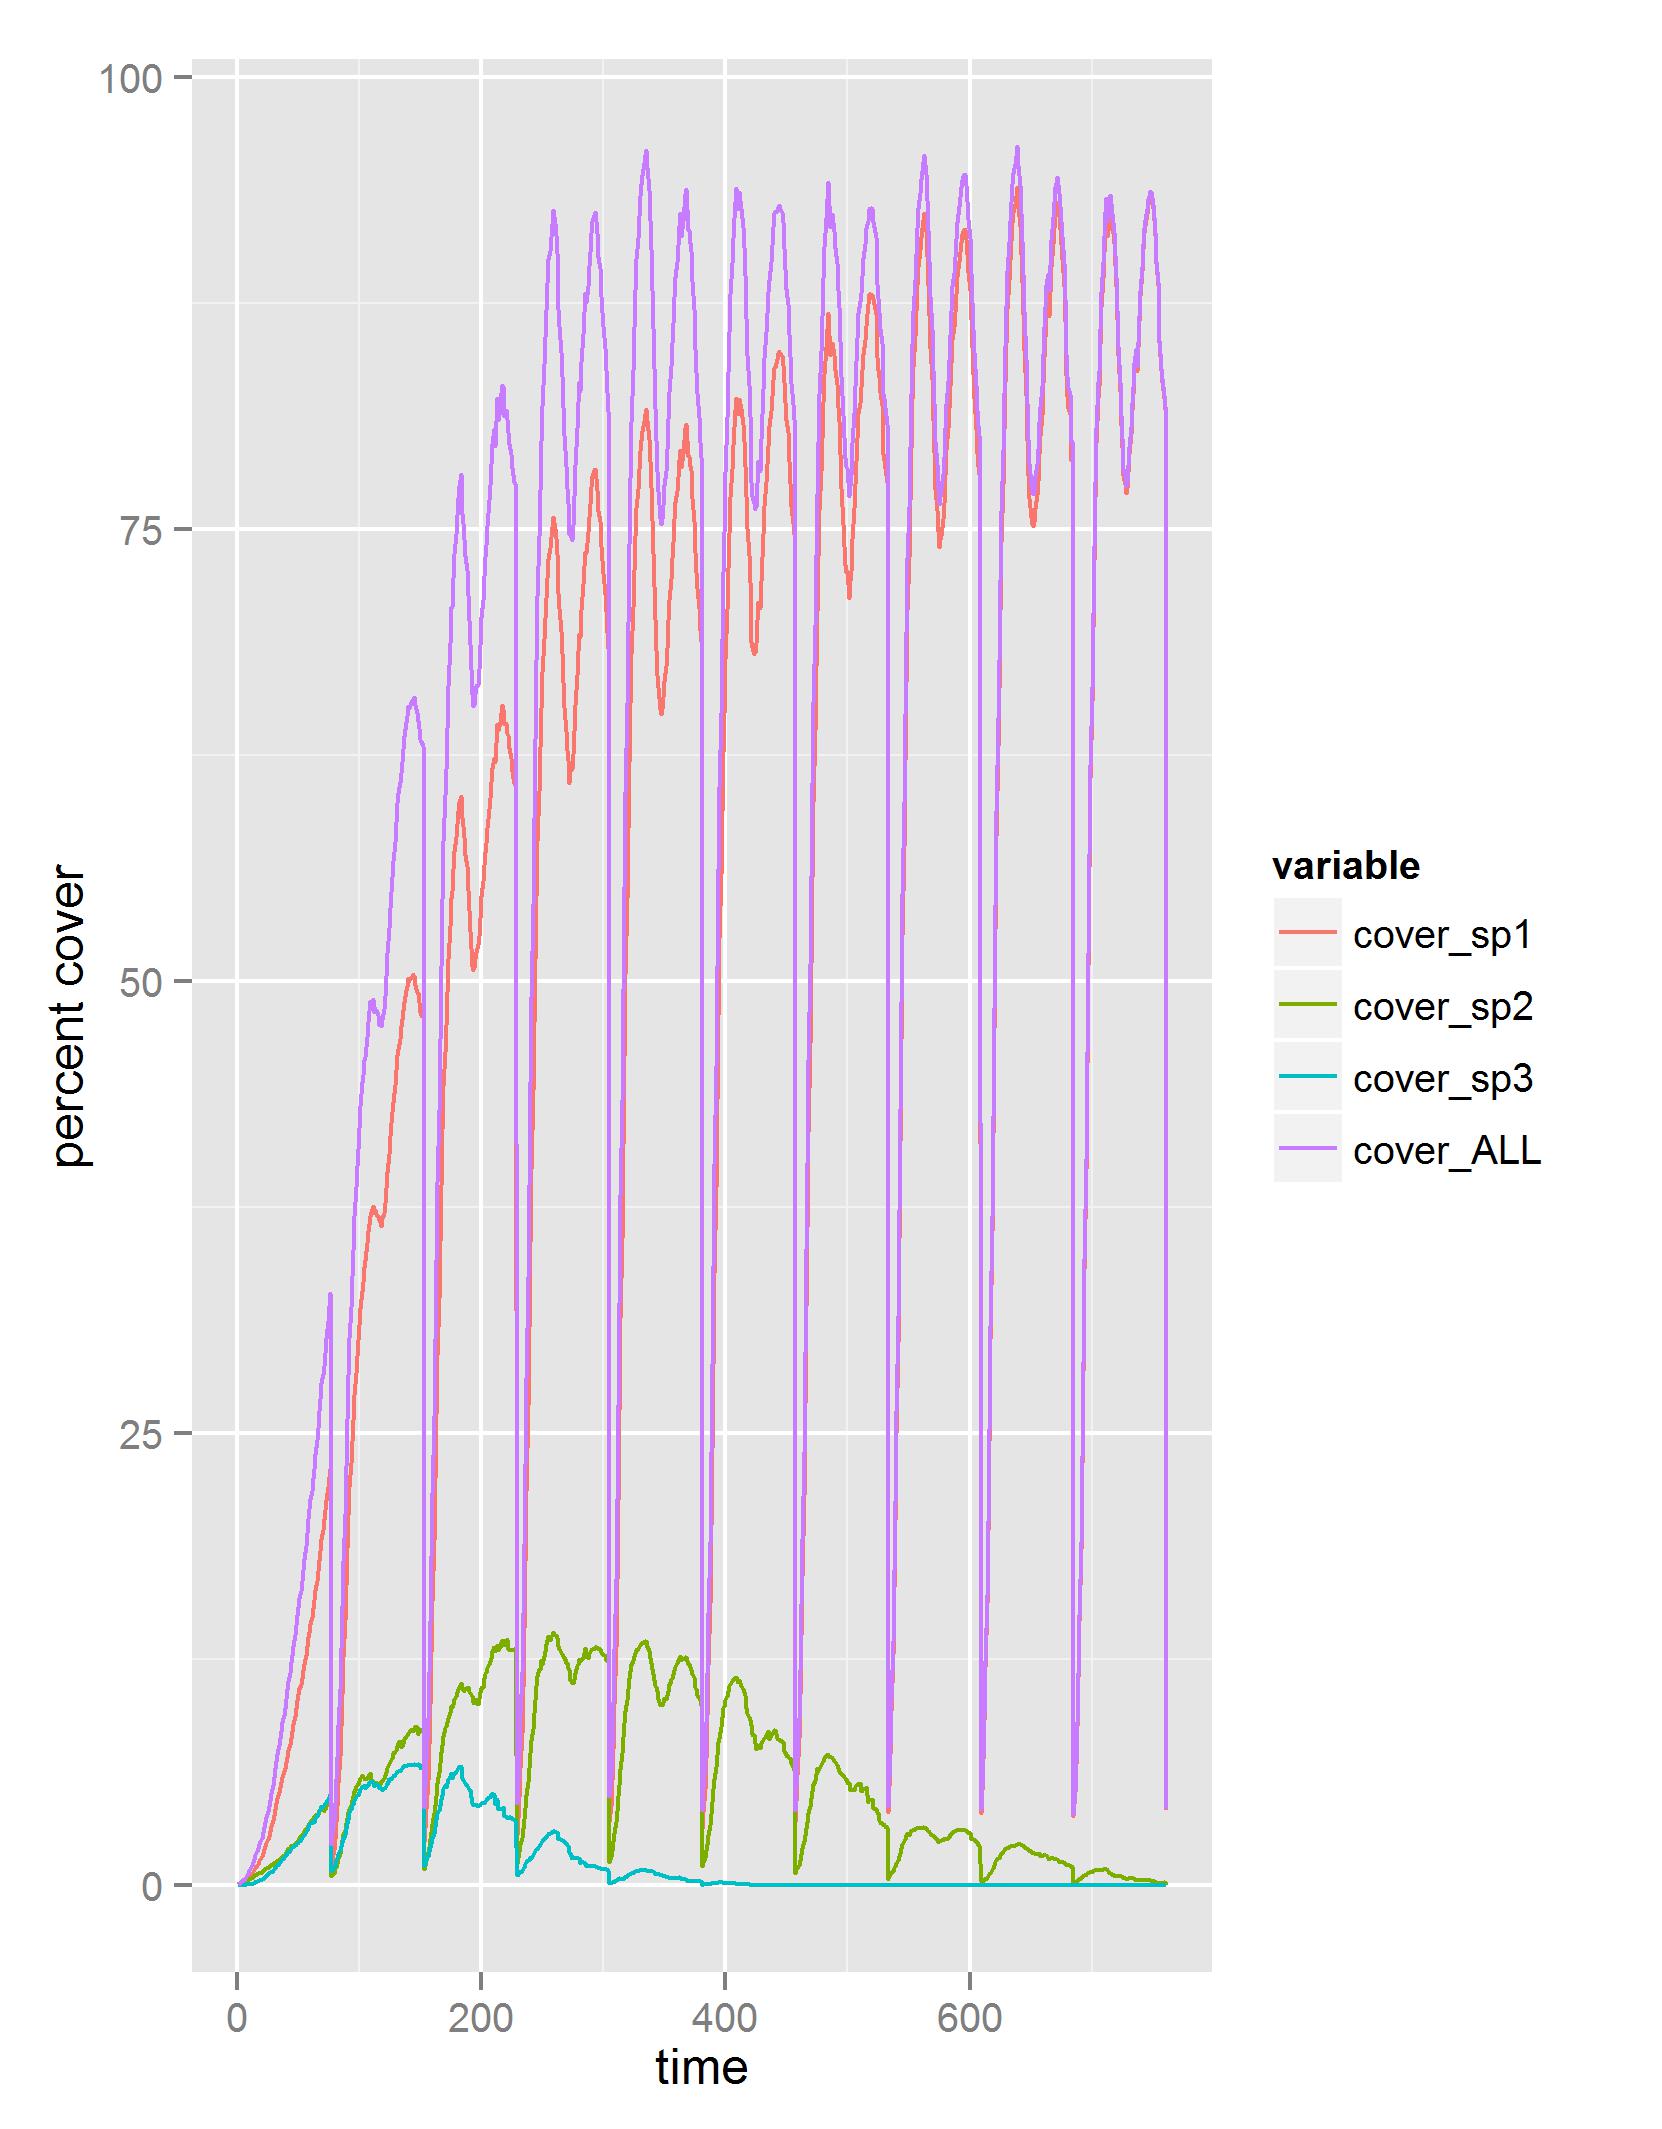 100
75
50
25
0
percent cover
0 200 400 600
time
variable
cover_sp1
cover_sp2
cover_sp3
cover_ALL